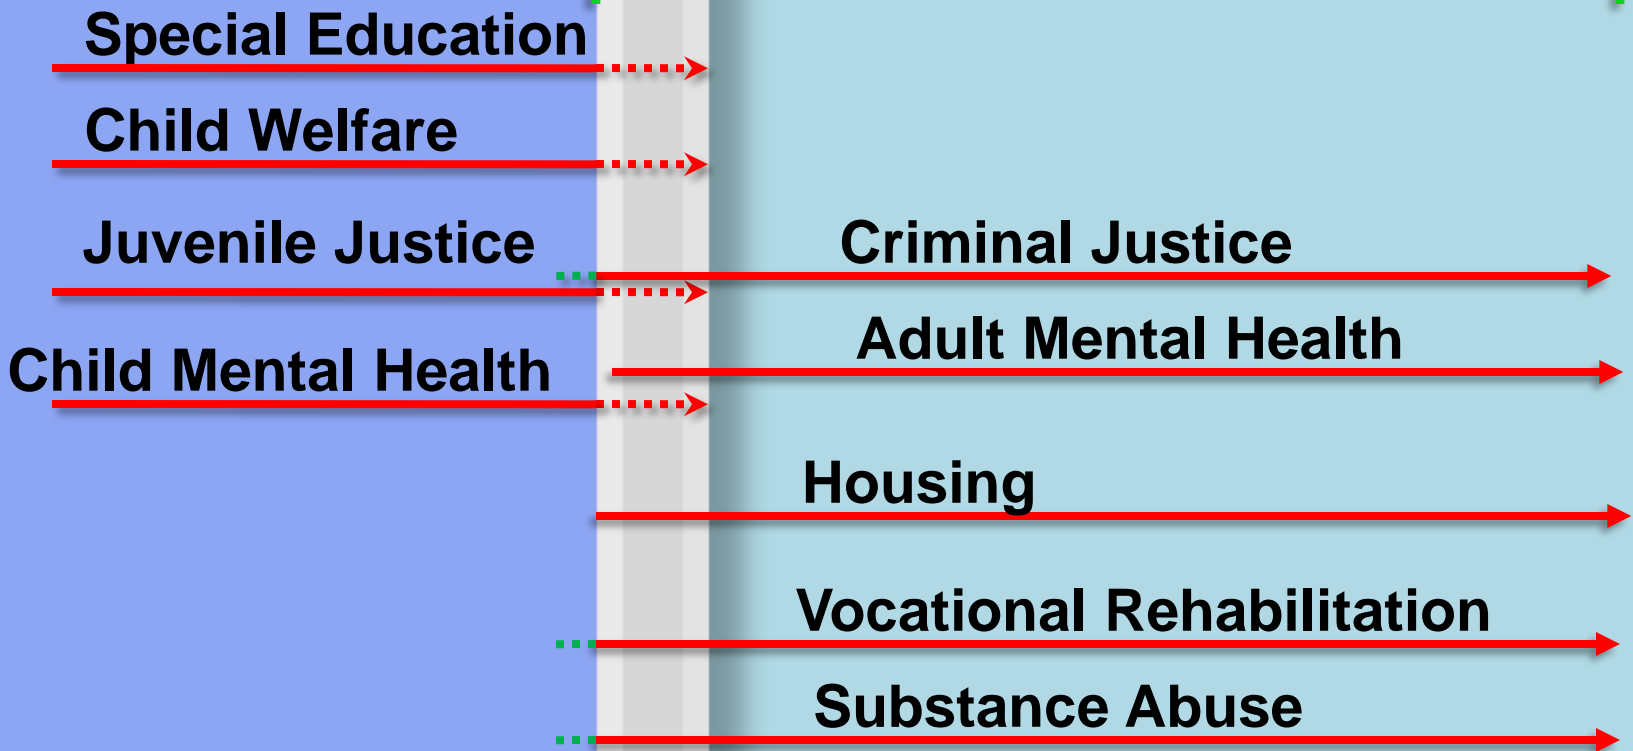 Special Education
Child Welfare
Juvenile Justice
Child Mental Health
Criminal Justice
Adult Mental Health
Housing
Vocational Rehabilitation
Substance Abuse